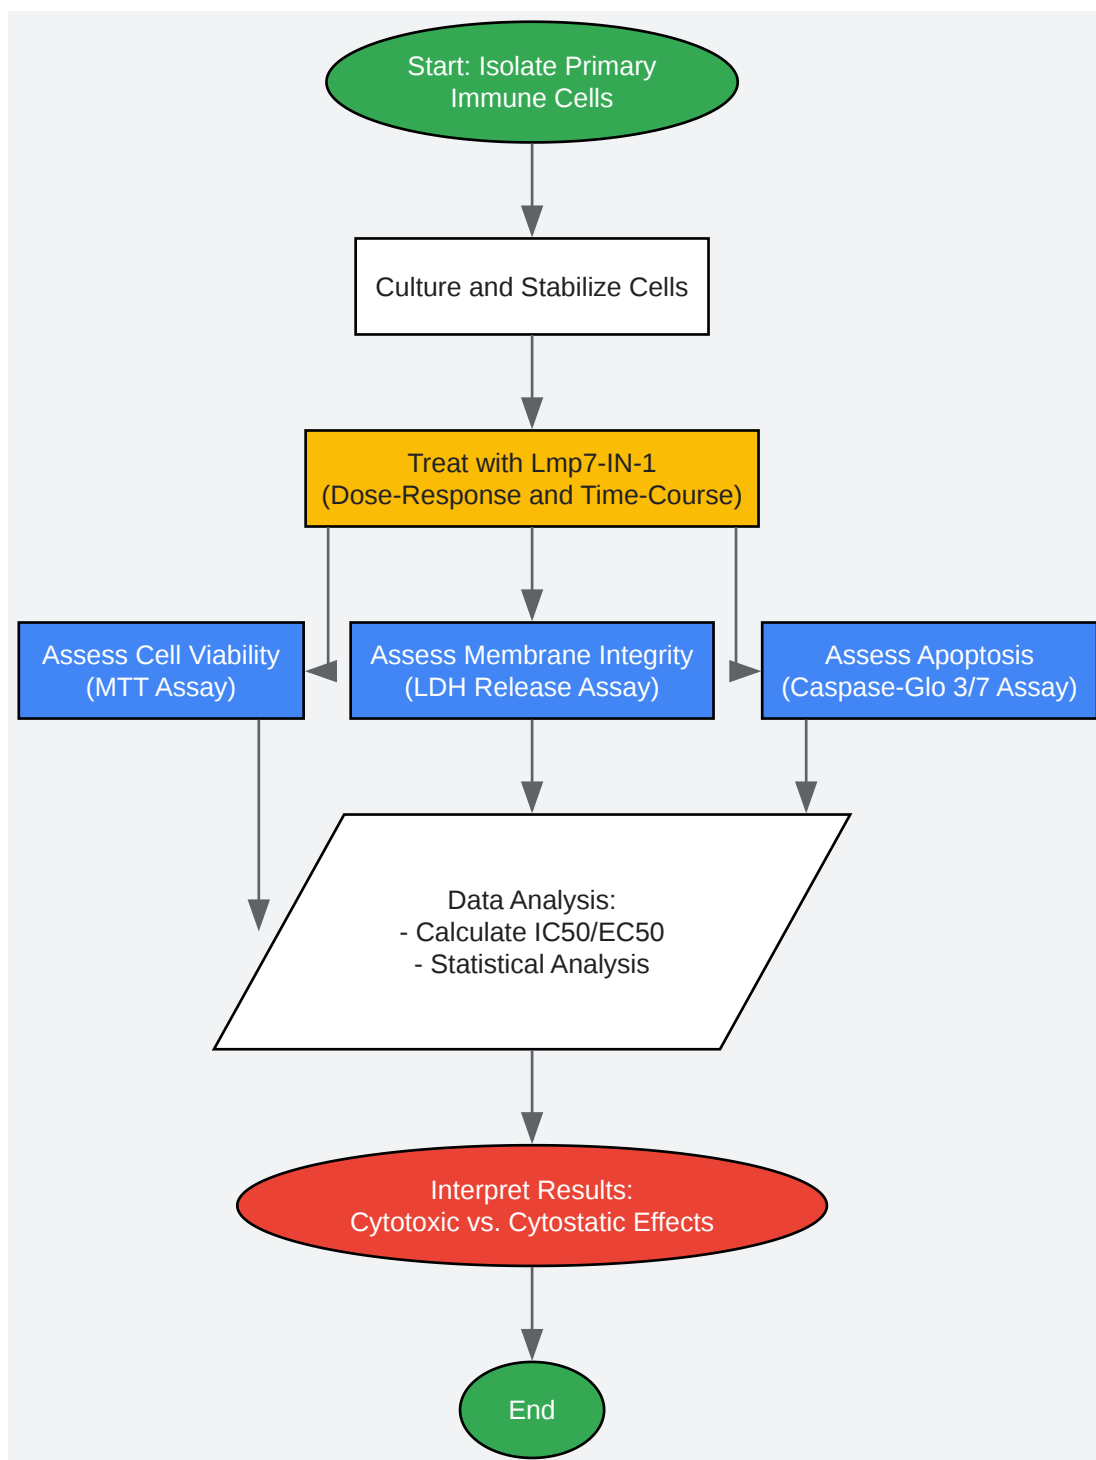 Start: Isolate Primary
Immune Cells
Culture and Stabilize Cells
Treat with Lmp7-IN-1
(Dose-Response and Time-Course)
Assess Cell Viability
(MTT Assay)
Assess Membrane Integrity
(LDH Release Assay)
Assess Apoptosis
(Caspase-Glo 3/7 Assay)
Data Analysis:
- Calculate IC50/EC50
- Statistical Analysis
Interpret Results:
Cytotoxic vs. Cytostatic Effects
End